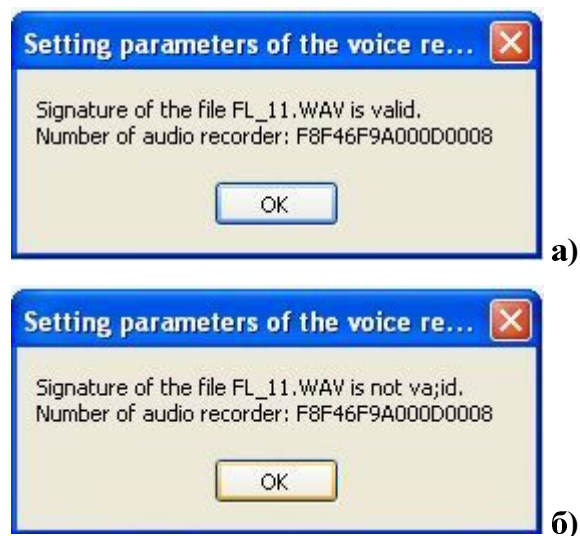 Setting parameters of the voice re...
Signature of the file FL_11.WAV is valid.
Number of audio recorder: F8F46F9A000D0008
OK
а)
Setting parameters of the voice re...
Signature of the file FL_11.WAV is not va;id.
Number of audio recorder: F8F46F9A000D0008
OK
б)